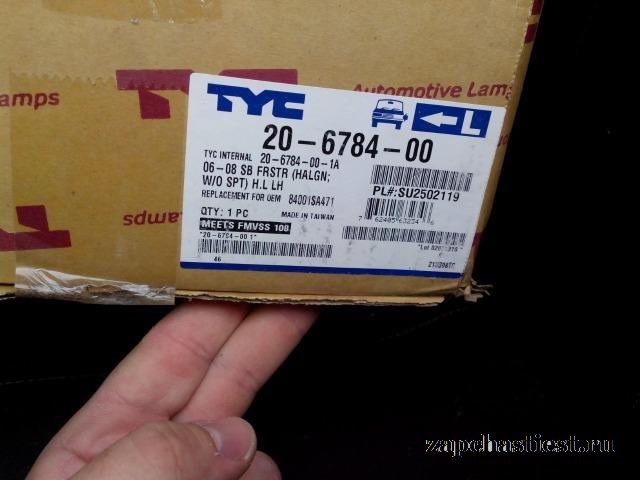 TYC
Automotive Lamps
amps
TYC
L
20-6784-00
TYC INTERNAL 20-6784-00-1A
06-08 SB FRSTR (HALGN;
W/O SPT) H.L LH
PL#:SU2502119
REPLACEMENT FOR OEM 84001SA471
QTY: 1 PC
MADE IN TAIWAN
MEETS FMVSS 108
"20-6784-00 1"
46
amps
zapchastiest.ru